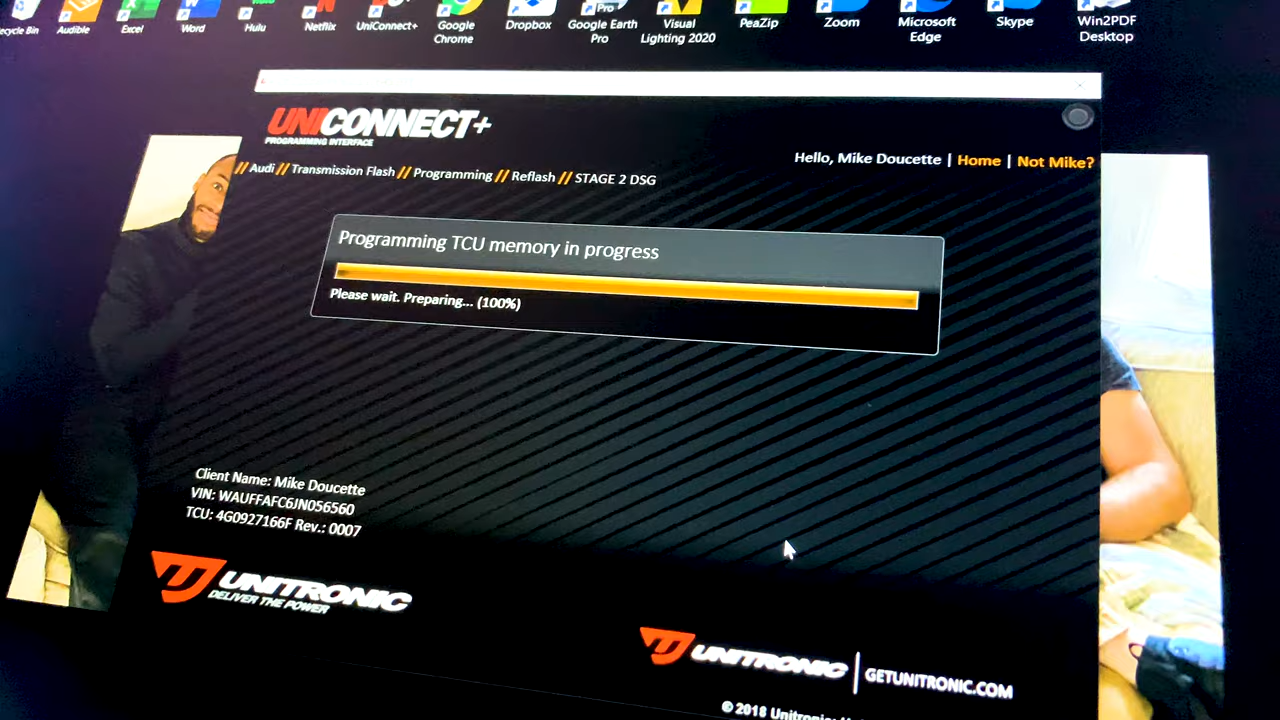 ecycle Bin
Audible
Excel
Word
Hulu
Netflix
UniConnect+
Google Chrome
Dropbox
Pro
Google Earth Pro
Visual Lighting 2020
PeaZip
Zoom
Microsoft Edge
Skype
Win2PDF Desktop
UNICONNECT+
PROGRAMMING INTERFACE
Hello, Mike Doucette | Home | Not Mike?
// Audi // Transmission Flash // Programming // Reflash // STAGE 2 DSG
Programming TCU memory in progress
Please wait. Preparing... (100%)
Client Name: Mike Doucette
VIN: WAUFFAFC6JN056560
TCU: 4G0927166F Rev.: 0007
UNITRONIC
DELIVER THE POWER
UNITRONIC | GETUNITRONIC.COM
© 2018 Unitronic